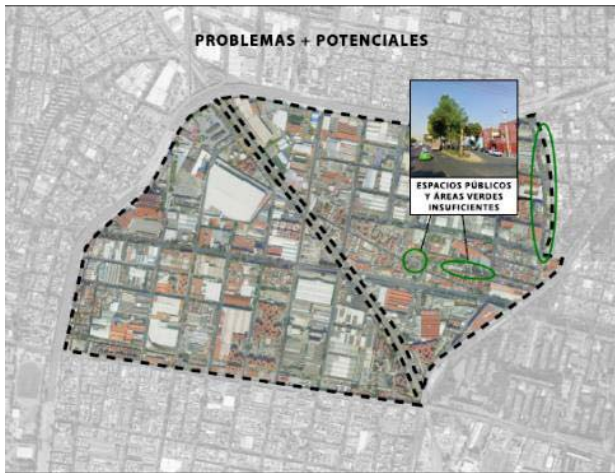 PROBLEMAS + POTENCIALES
ESPACIOS PÚBLICOS
Y ÁREAS VERDES
INSUFICIENTES